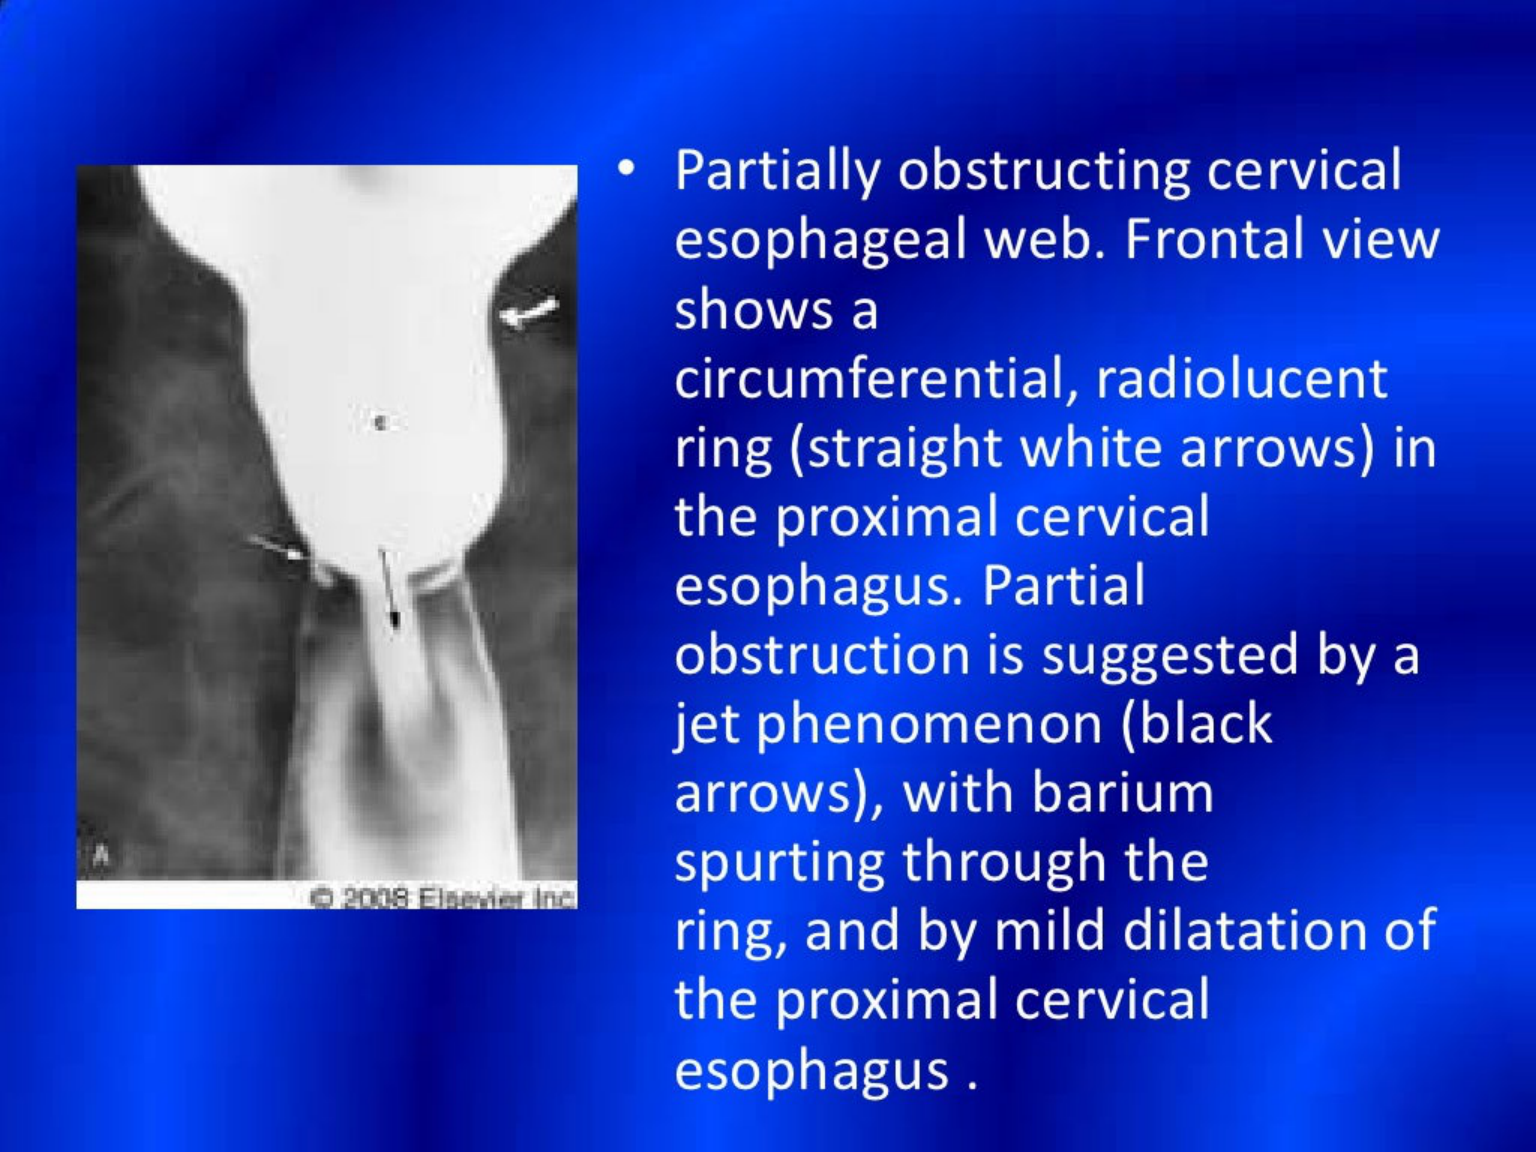 • Partially obstructing cervical
esophageal web. Frontal view
shows a
circumferential, radiolucent
ring (straight white arrows) in
the proximal cervical
esophagus. Partial
obstruction is suggested by a
jet phenomenon (black
arrows), with barium
spurting through the
ring, and by mild dilatation of
the proximal cervical
esophagus .
c
A
© 2008 Elsevier Inc